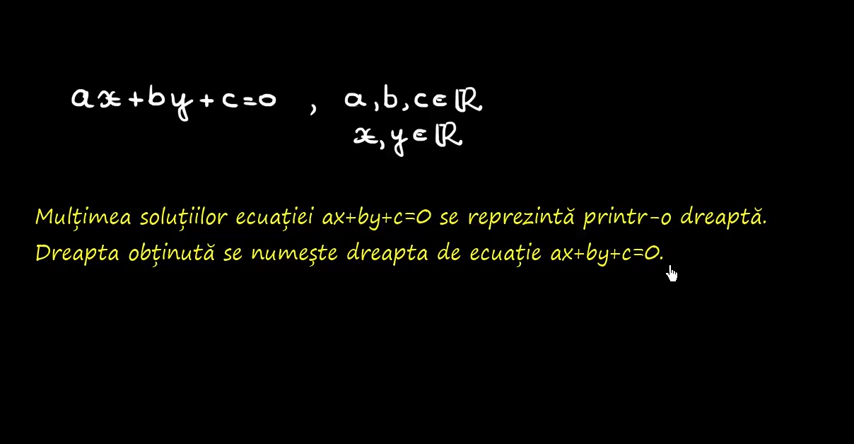 ax+by+c=0 , a,b,c∈ℝ
x,y∈ℝ
Mulțimea soluțiilor ecuației ax+by+c=0 se reprezintă printr-o dreaptă.
Dreapta obținută se numește dreapta de ecuație ax+by+c=0.